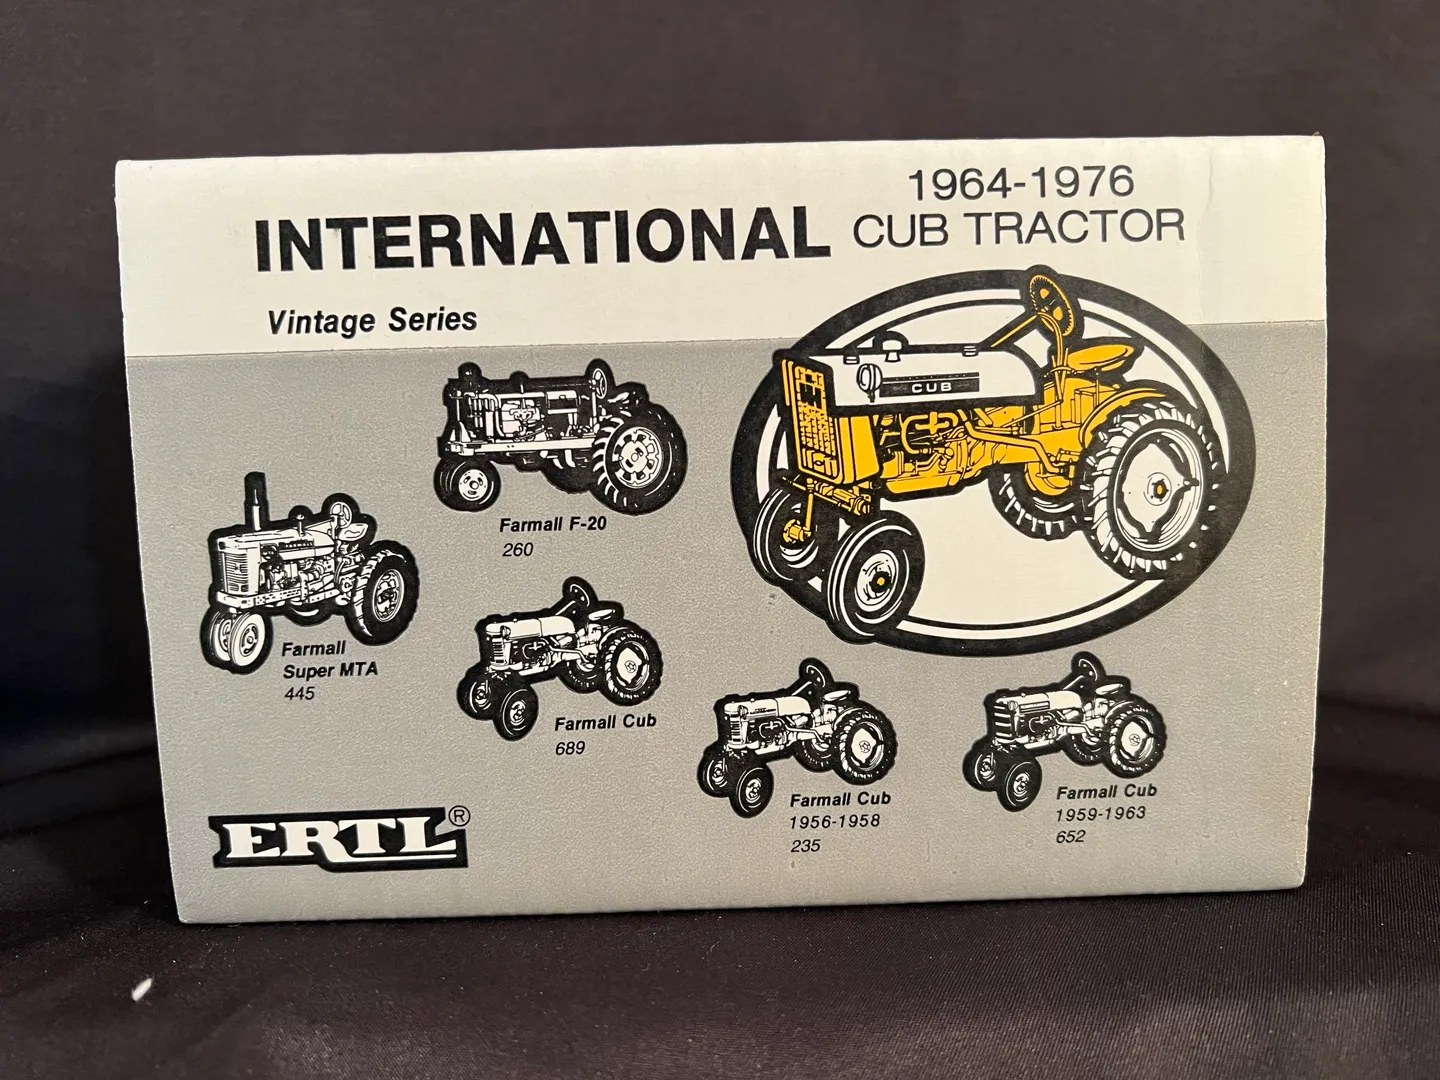 1964-1976
INTERNATIONAL CUB TRACTOR
Vintage Series
CUB
Farmall F-20
260
Farmall
Super MTA
445
Farmall Cub
689
Farmall Cub
1956-1958
235
Farmall Cub
1959-1963
652
ERTL®